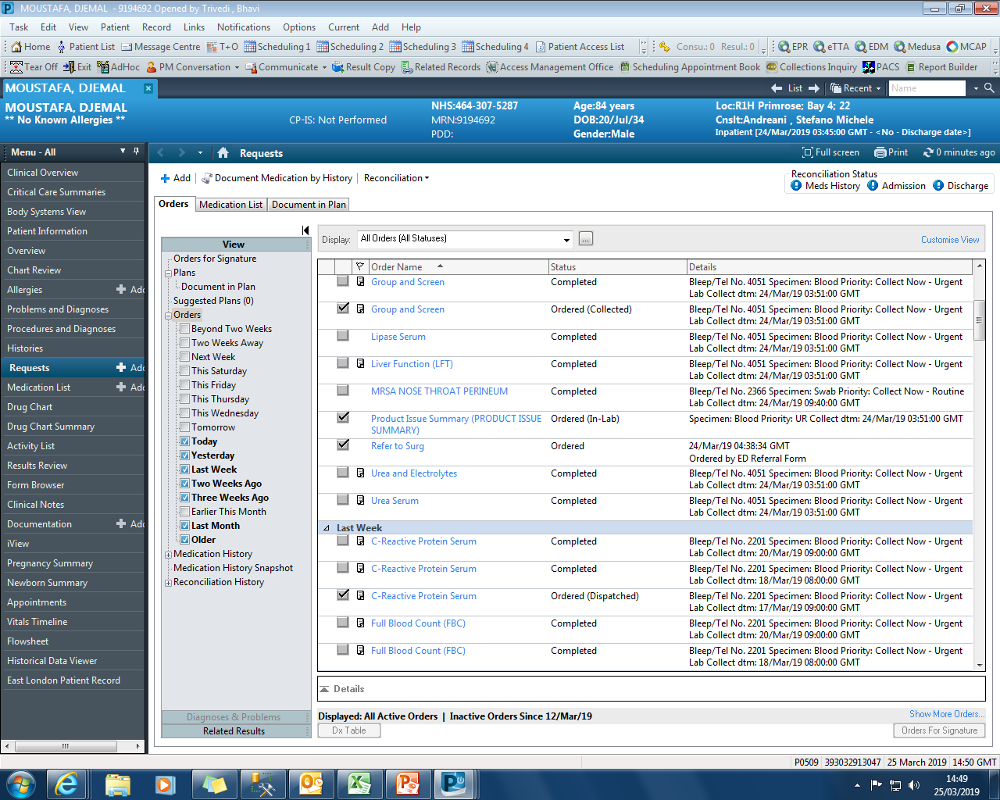 MOUSTAFA, DJEMAL - 9194692 Opened by Trivedi , Bhavi
Task Edit View Patient Record Links Notifications Options Current Add Help
Home Patient List Message Centre T+O Scheduling 1 Scheduling 2 Scheduling 3 Scheduling 4 Patient Access List Consu.: 0 Resul.: 0 EPR eTTA EDM Medusa MCAP
Tear Off Exit AdHoc PM Conversation Communicate Result Copy Related Records Access Management Office Scheduling Appointment Book Collections Inquiry PACS Report Builder
MOUSTAFA, DJEMAL List Recent Name
MOUSTAFA, DJEMAL NHS:464-307-5287 Age:84 years Loc:R1H Primrose; Bay 4; 22
** No Known Allergies ** CP-IS: Not Performed MRN:9194692 DOB:20/Jul/34 Cnslt:Andreani , Stefano Michele
PDD: Gender:Male Inpatient [24/Mar/2019 03:45:00 GMT - <No - Discharge date>]
Menu - All
Clinical Overview
Critical Care Summaries
Body Systems View
Patient Information
Overview
Chart Review
Allergies Add
Problems and Diagnoses
Procedures and Diagnoses
Histories
Requests Add
Medication List Add
Drug Chart
Drug Chart Summary
Activity List
Results Review
Form Browser
Clinical Notes
Documentation Add
iView
Pregnancy Summary
Newborn Summary
Appointments
Vitals Timeline
Flowsheet
Historical Data Viewer
East London Patient Record
Requests Full screen Print 0 minutes ago
Add Document Medication by History Reconciliation
Reconciliation Status
Meds History Admission Discharge
Orders Medication List Document in Plan
View
Orders for Signature
Plans
Document in Plan
Suggested Plans (0)
Orders
Beyond Two Weeks
Two Weeks Away
Next Week
This Saturday
This Friday
This Thursday
This Wednesday
Tomorrow
Today
Yesterday
Last Week
Two Weeks Ago
Three Weeks Ago
Earlier This Month
Last Month
Older
Medication History
Medication History Snapshot
Reconciliation History
Diagnoses & Problems
Related Results
Display: All Orders (All Statuses) ... Customise View
Order Name Status Details
Group and Screen Completed Bleep/Tel No. 4051 Specimen: Blood Priority: Collect Now - Urgent
Lab Collect dtm: 24/Mar/19 03:51:00 GMT
Group and Screen Ordered (Collected) Bleep/Tel No. 4051 Specimen: Blood Priority: Collect Now - Urgent
Lab Collect dtm: 24/Mar/19 03:51:00 GMT
Lipase Serum Completed Bleep/Tel No. 4051 Specimen: Blood Priority: Collect Now - Urgent
Lab Collect dtm: 24/Mar/19 03:51:00 GMT
Liver Function (LFT) Completed Bleep/Tel No. 4051 Specimen: Blood Priority: Collect Now - Urgent
Lab Collect dtm: 24/Mar/19 03:51:00 GMT
MRSA NOSE THROAT PERINEUM Completed Bleep/Tel No. 2366 Specimen: Swab Priority: Collect Now - Routine
Lab Collect dtm: 24/Mar/19 09:40:00 GMT
Product Issue Summary (PRODUCT ISSUE Ordered (In-Lab) Specimen: Blood Priority: UR Collect dtm: 24/Mar/19 03:51:00 GMT
SUMMARY)
Refer to Surg Ordered 24/Mar/19 04:38:34 GMT
Ordered by ED Referral Form
Urea and Electrolytes Completed Bleep/Tel No. 4051 Specimen: Blood Priority: Collect Now - Urgent
Lab Collect dtm: 24/Mar/19 03:51:00 GMT
Urea Serum Completed Bleep/Tel No. 4051 Specimen: Blood Priority: Collect Now - Urgent
Lab Collect dtm: 24/Mar/19 03:51:00 GMT
Last Week
C-Reactive Protein Serum Completed Bleep/Tel No. 2201 Specimen: Blood Priority: Collect Now - Urgent
Lab Collect dtm: 20/Mar/19 09:00:00 GMT
C-Reactive Protein Serum Completed Bleep/Tel No. 2201 Specimen: Blood Priority: Collect Now - Urgent
Lab Collect dtm: 18/Mar/19 08:00:00 GMT
C-Reactive Protein Serum Ordered (Dispatched) Bleep/Tel No. 2201 Specimen: Blood Priority: Collect Now - Urgent
Lab Collect dtm: 17/Mar/19 09:00:00 GMT
Full Blood Count (FBC) Completed Bleep/Tel No. 2201 Specimen: Blood Priority: Collect Now - Urgent
Lab Collect dtm: 20/Mar/19 09:00:00 GMT
Full Blood Count (FBC) Completed Bleep/Tel No. 2201 Specimen: Blood Priority: Collect Now - Urgent
Lab Collect dtm: 18/Mar/19 08:00:00 GMT
Details
Displayed: All Active Orders | Inactive Orders Since 12/Mar/19 Show More Orders...
Dx Table Orders For Signature
P0509 393032913047 25 March 2019 14:50 GMT
14:49
25/03/2019